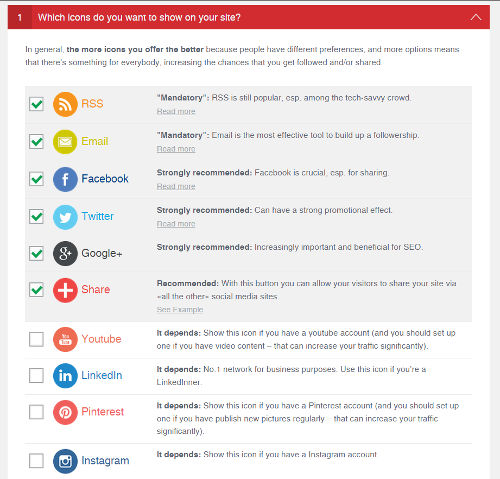 1 Which icons do you want to show on your site?
In general, the more icons you offer the better because people have different preferences, and more options means
that there's something for everybody, increasing the chances that you get followed and/or shared
RSS
"Mandatory": RSS is still popular, esp. among the tech-savvy crowd.
Read more
Email
"Mandatory": Email is the most effective tool to build up a followership.
Read more
f
Facebook
Strongly recommended: Facebook is crucial, esp. for sharing.
Read more
Twitter
Strongly recommended: Can have a strong promotional effect.
Read more
g+
Google+
Strongly recommended: Increasingly important and beneficial for SEO.
Share
Recommended: With this button you can allow your visitors to share your site via
«all the other» social media sites
See Example
You
Tube
Youtube
It depends: Show this icon if you have a youtube account (and you should set up
one if you have video content – that can increase your traffic significantly).
in
LinkedIn
It depends: No.1 network for business purposes. Use this icon if you're a
LinkedInner.
Pinterest
It depends: Show this icon if you have a Pinterest account (and you should set up
one if you have publish new pictures regularly – that can increase your traffic
significantly).
Instagram
It depends: Show this icon if you have a Instagram account